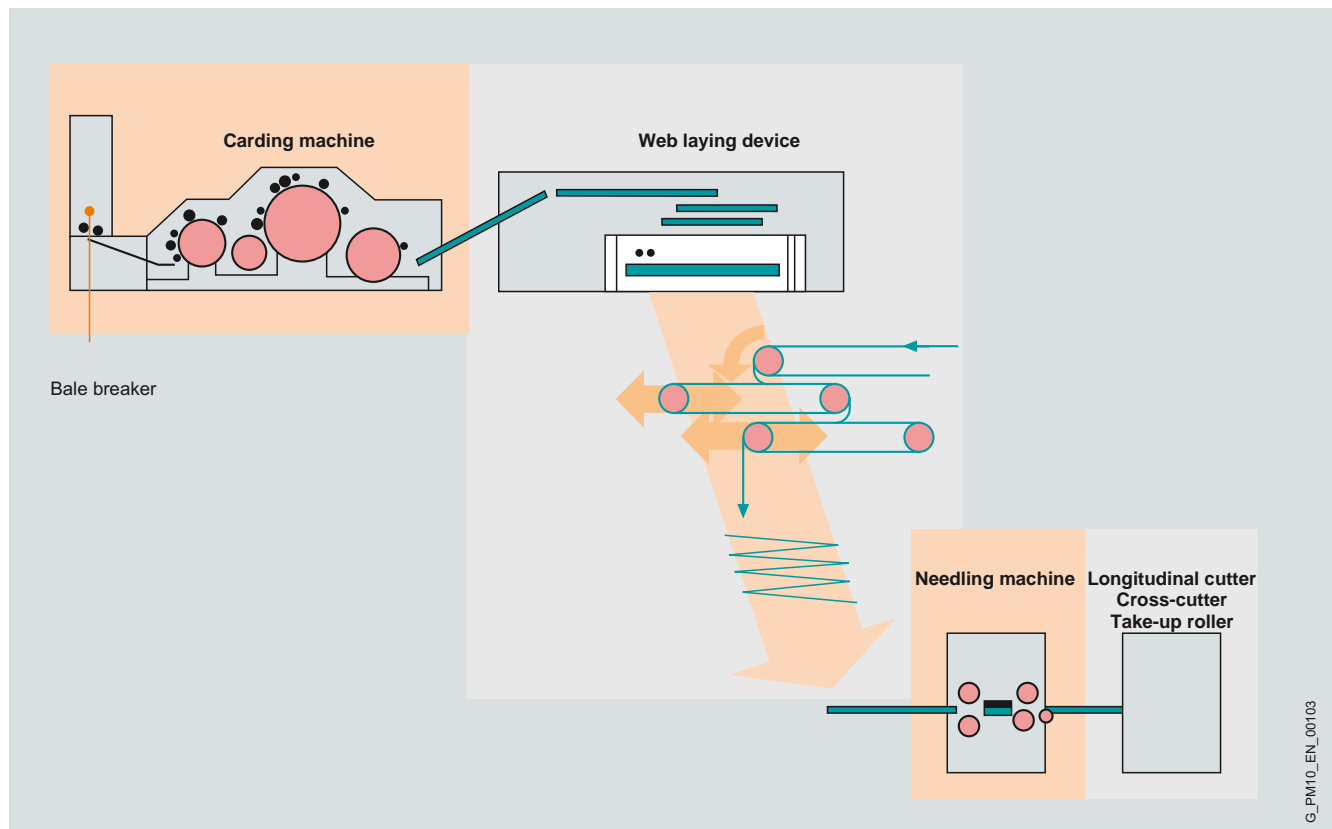 Carding machine
Web laying device
Bale breaker
Needling machine
Longitudinal cutter
Cross-cutter
Take-up roller
G_PM10_EN_00103